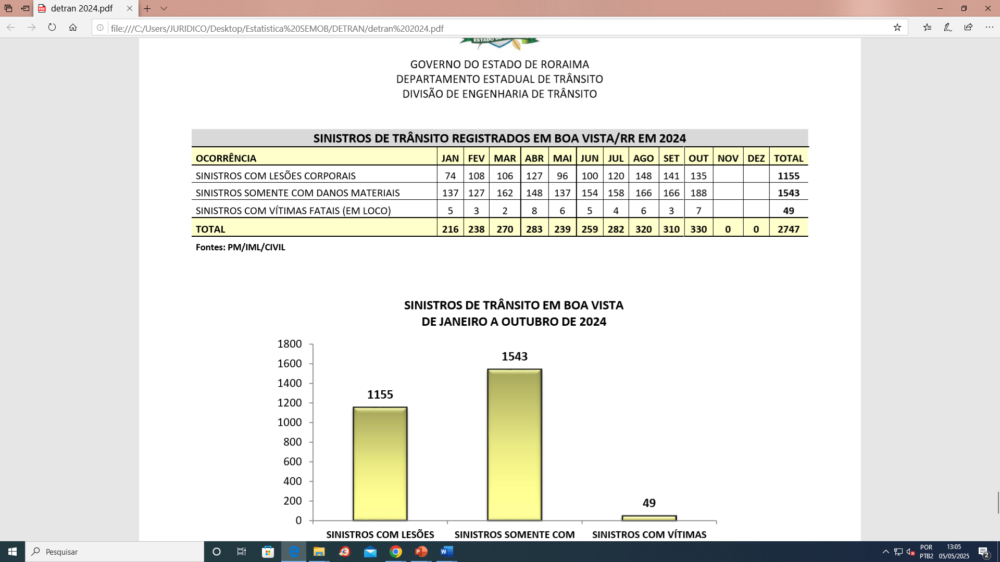 detran 2024.pdf
file:///C:/Users/JURIDICO/Desktop/Estatistica%20SEMOB/DETRAN/detran%202024.pdf
ESTADO DE
GOVERNO DO ESTADO DE RORAIMA
DEPARTAMENTO ESTADUAL DE TRÂNSITO
DIVISÃO DE ENGENHARIA DE TRÂNSITO
SINISTROS DE TRÂNSITO REGISTRADOS EM BOA VISTA/RR EM 2024
OCORRÊNCIA JAN FEV MAR ABR MAI JUN JUL AGO SET OUT NOV DEZ TOTAL
SINISTROS COM LESÕES CORPORAIS 74 108 106 127 96 100 120 148 141 135 1155
SINISTROS SOMENTE COM DANOS MATERIAIS 137 127 162 148 137 154 158 166 166 188 1543
SINISTROS COM VÍTIMAS FATAIS (EM LOCO) 5 3 2 8 6 5 4 6 3 7 49
TOTAL 216 238 270 283 239 259 282 320 310 330 0 0 2747
Fontes: PM/IML/CIVIL
SINISTROS DE TRÂNSITO EM BOA VISTA
DE JANEIRO A OUTUBRO DE 2024
1800
1600
1400
1200
1000
800
600
400
200
0
1155
1543
49
SINISTROS COM LESÕES SINISTROS SOMENTE COM SINISTROS COM VÍTIMAS
Pesquisar
POR
PTB2
13:05
05/05/2025
2